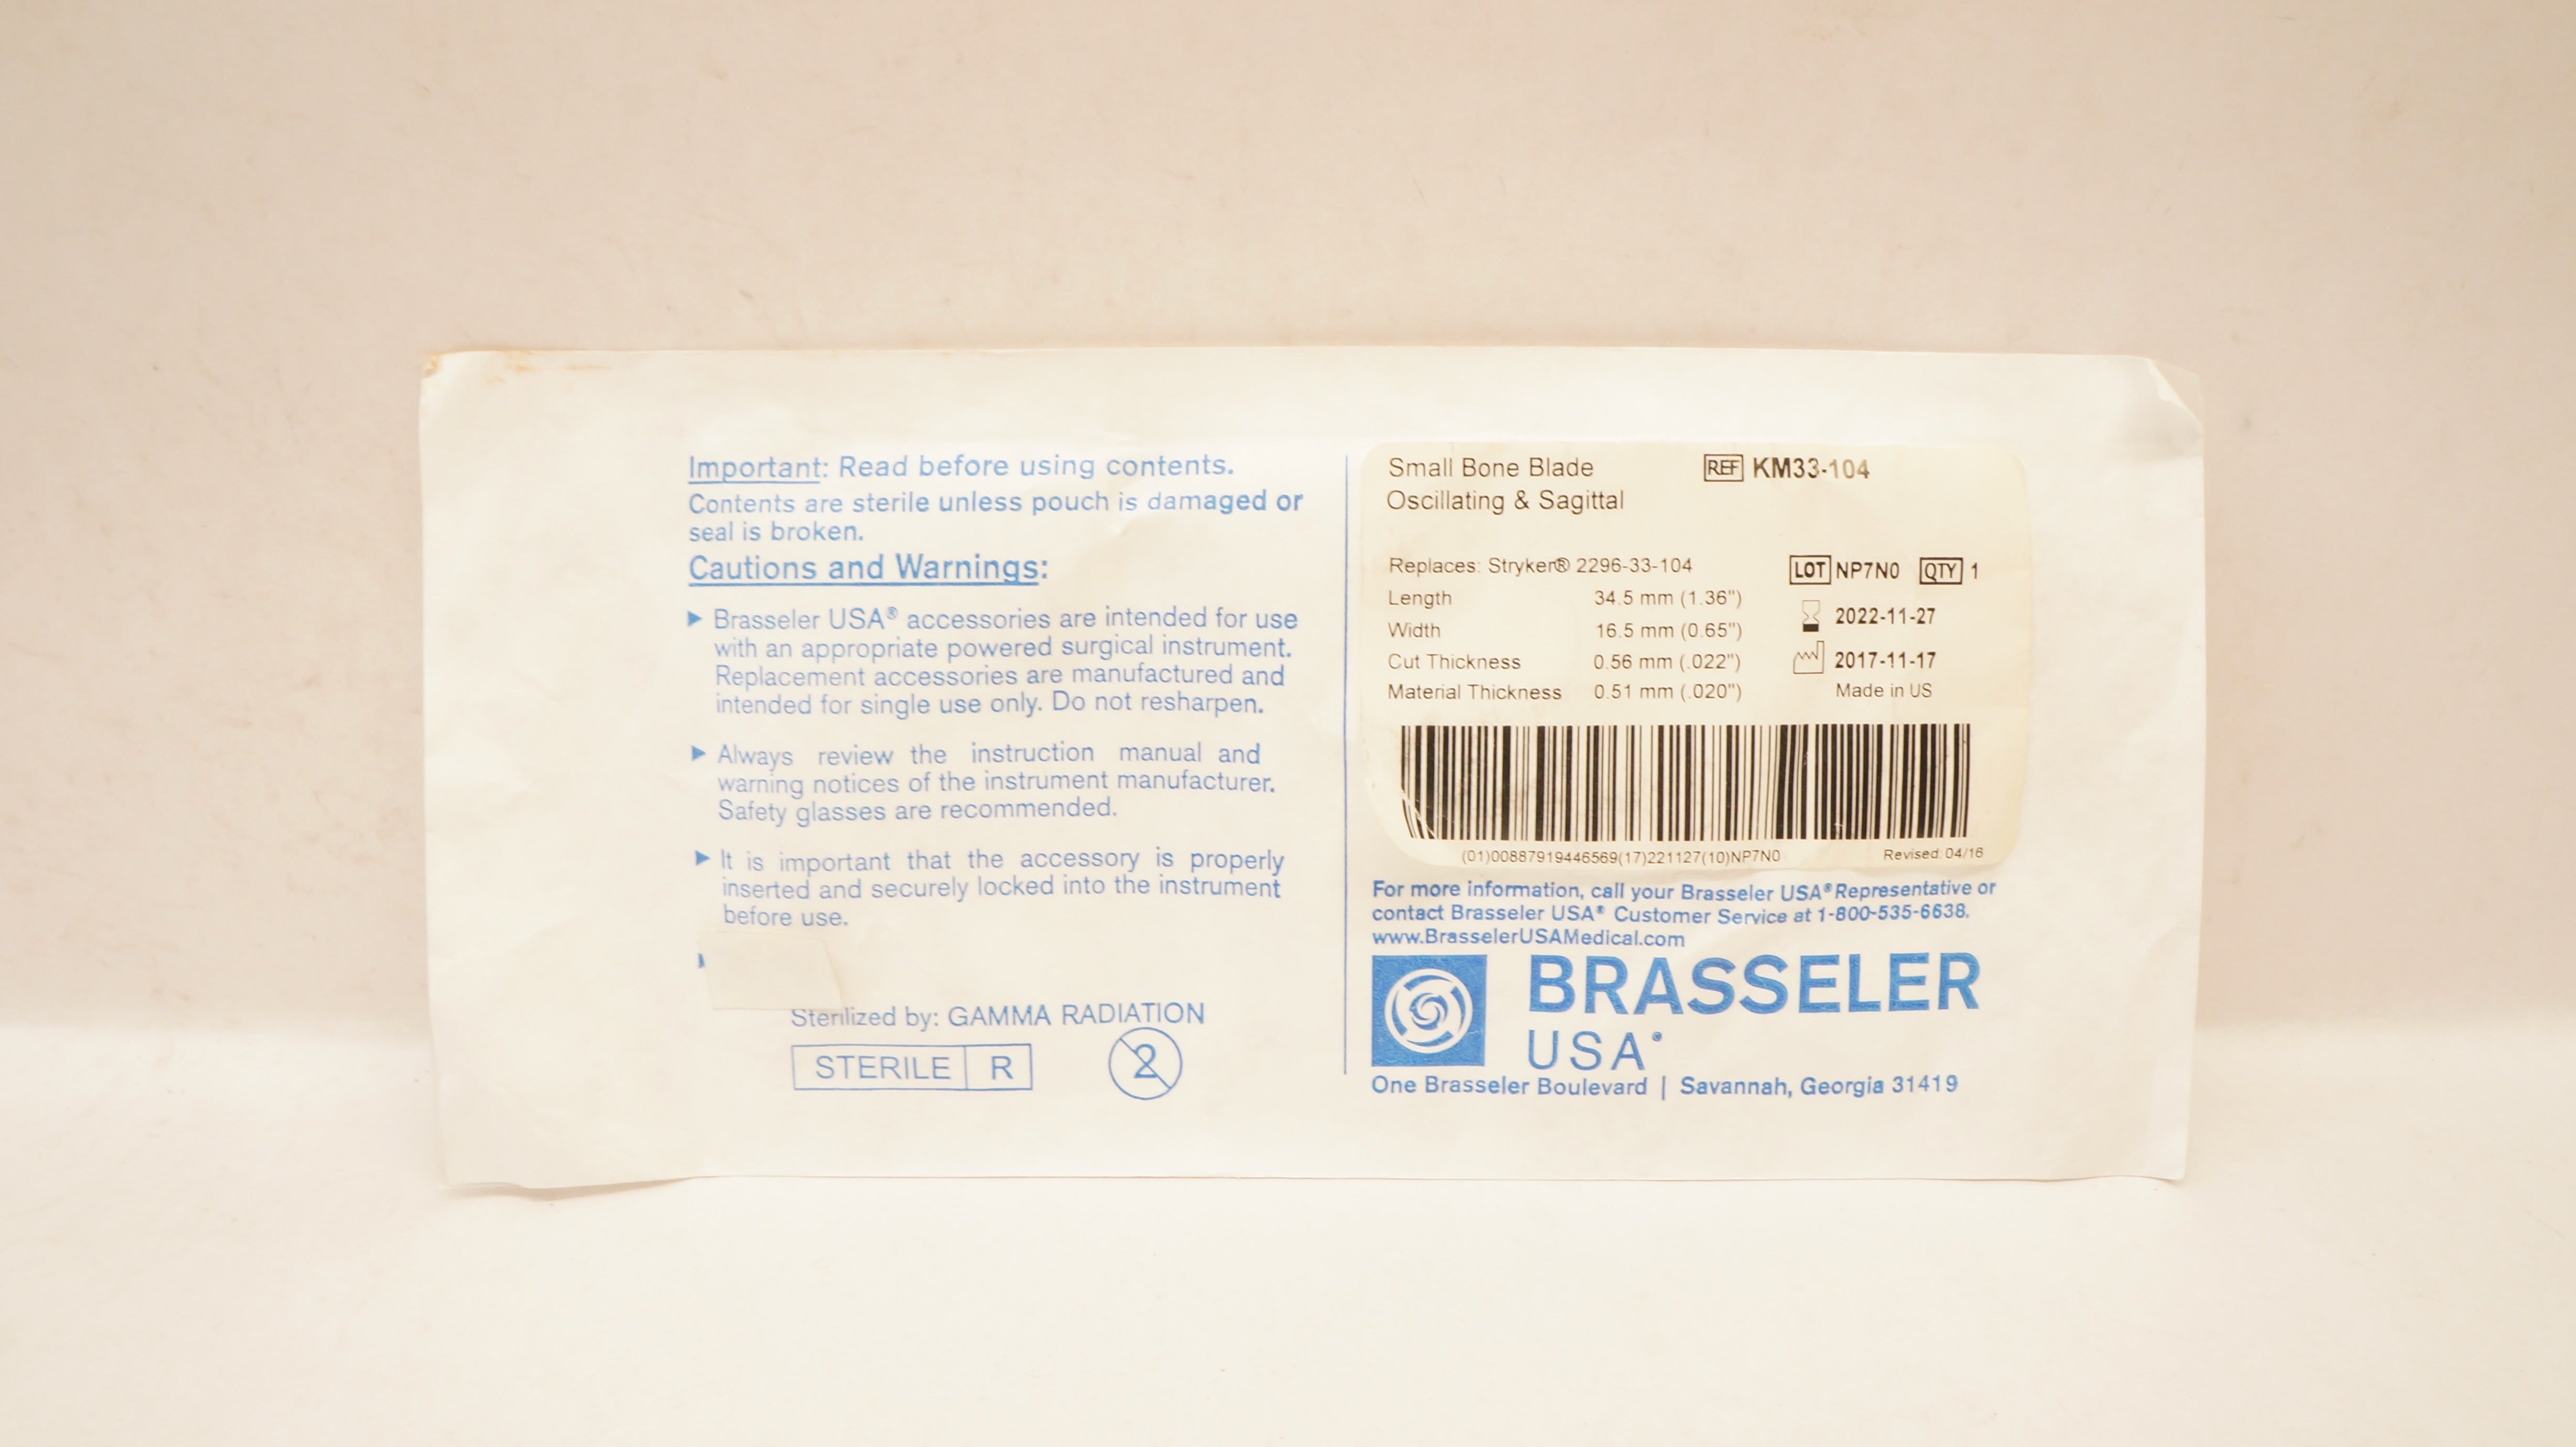 Important: Read before using contents.
Contents are sterile unless pouch is damaged or
seal is broken.
Cautions and Warnings:
► Brasseler USA® accessories are intended for use
with an appropriate powered surgical instrument.
Replacement accessories are manufactured and
intended for single use only. Do not resharpen.
► Always review the instruction manual and
warning notices of the instrument manufacturer.
Safety glasses are recommended.
► It is important that the accessory is properly
inserted and securely locked into the instrument
before use.
Sterilized by: GAMMA RADIATION
STERILE R
2
Small Bone Blade REF KM33-104
Oscillating & Sagittal
Replaces: Stryker® 2296-33-104
LOT NP7N0 QTY 1
Length 34.5 mm (1.36")
2022-11-27
Width 16.5 mm (0.65")
Cut Thickness 0.56 mm (.022")
2017-11-17
Material Thickness 0.51 mm (.020")
Made in US
(01)00887919446569(17)221127(10)NP7N0 Revised: 04/16
For more information, call your Brasseler USA® Representative or
contact Brasseler USA® Customer Service at 1-800-535-6638.
www.BrasselerUSAMedical.com
BRASSELER
USA®
One Brasseler Boulevard | Savannah, Georgia 31419